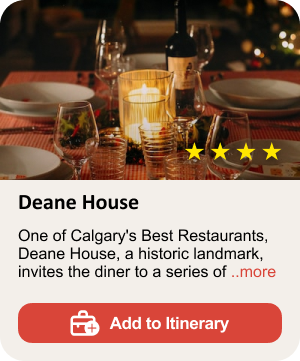 Deane House
One of Calgary's Best Restaurants,
Deane House, a historic landmark,
invites the diner to a series of ..more
Add to Itinerary